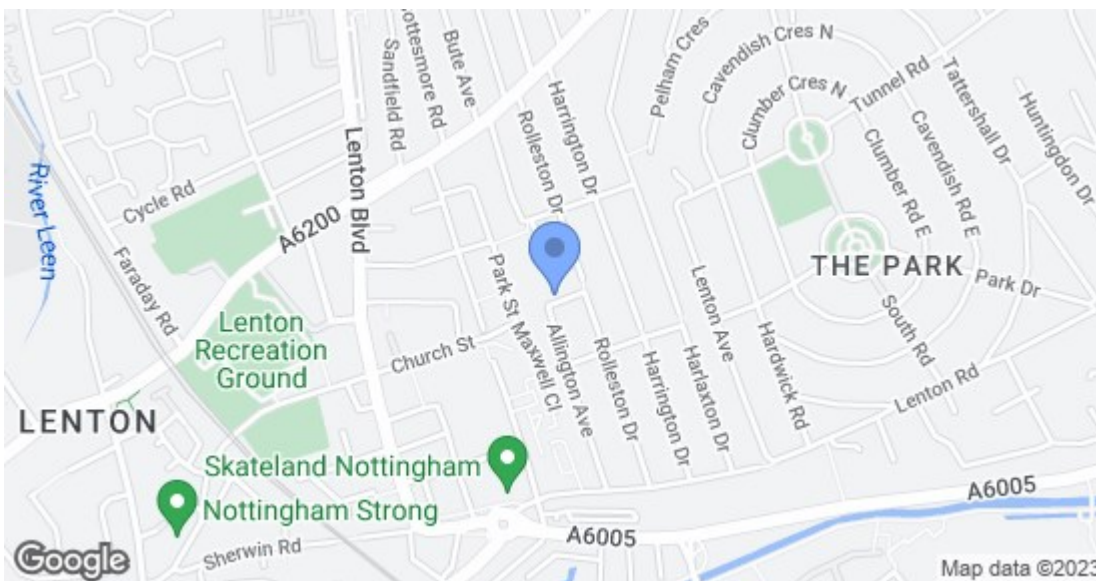 ottesmore Rd
Sandfield Rd
Bute Ave
Rolleston Dr
Harrington Dr
Pelham Cres
Cavendish Cres N
Clumber Cres N
Tunnel Rd
Tattershall Dr
Huntingdon Dr
Clumber Rd E
Cavendish Rd E
River Leen
Cycle Rd
A6200
Lenton Blvd
Faraday Rd
THE PARK
Park Dr
South Rd
Lenton
Recreation
Ground
Church St
Park St
Maxwell Cl
Allington Ave
Rolleston Dr
Harrington Dr
Harlaxton Dr
Lenton Ave
Hardwick Rd
Lenton Rd
LENTON
Skateland Nottingham
Nottingham Strong
A6005
A6005
Sherwin Rd
Google
Map data ©2023